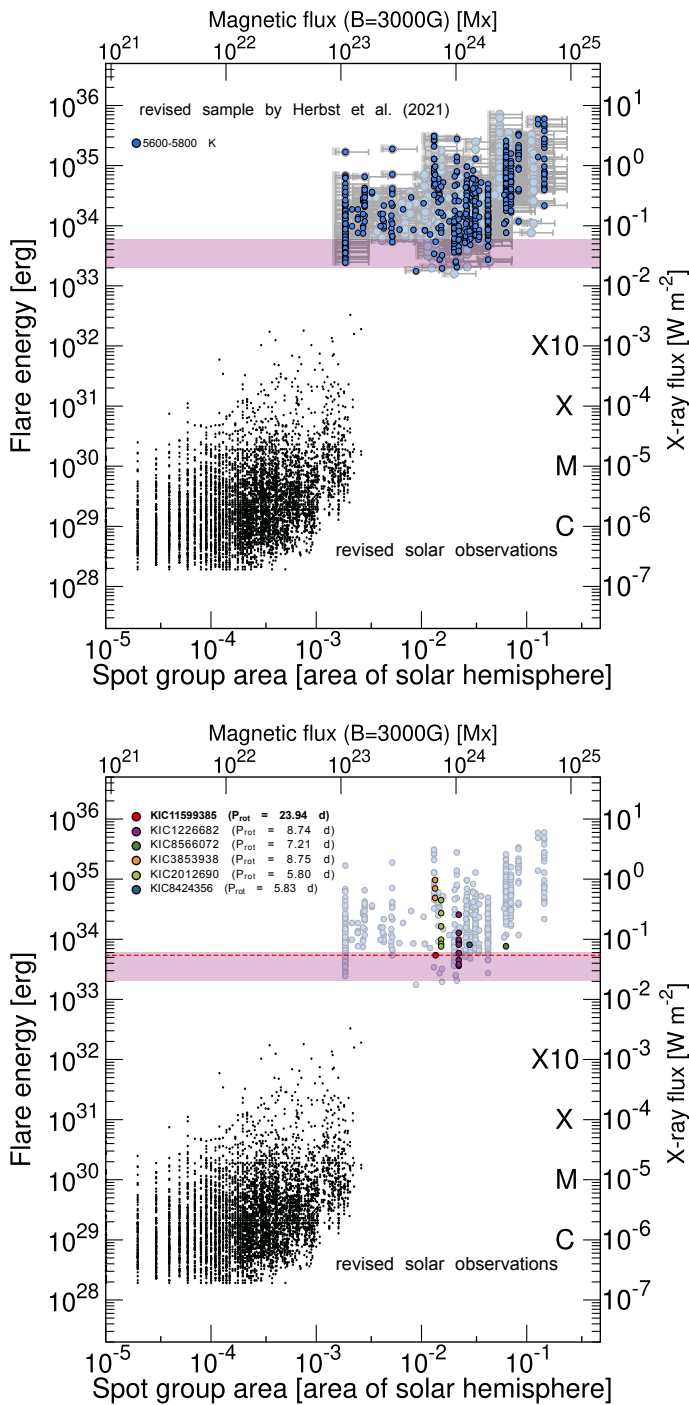 Magnetic flux (B=3000G) [Mx]
10^21 10^22 10^23 10^24 10^25
revised sample by Herbst et al. (2021)
5600-5800 K
10^36 10^1
10^35 10^0
10^34 10^-1
10^33 10^-2
10^32 X10 10^-3
10^31 X 10^-4
10^30 M 10^-5
10^29 C 10^-6
revised solar observations
10^28 10^-7
Flare energy [erg]
X-ray flux [W m^-2]
10^-5 10^-4 10^-3 10^-2 10^-1
Spot group area [area of solar hemisphere]
Magnetic flux (B=3000G) [Mx]
10^21 10^22 10^23 10^24 10^25
KIC11599385 (P_rot = 23.94 d)
KIC1226682 (P_rot = 8.74 d)
KIC8566072 (P_rot = 7.21 d)
KIC3853938 (P_rot = 8.75 d)
KIC2012690 (P_rot = 5.80 d)
KIC8424356 (P_rot = 5.83 d)
10^36 10^1
10^35 10^0
10^34 10^-1
10^33 10^-2
10^32 X10 10^-3
10^31 X 10^-4
10^30 M 10^-5
10^29 C 10^-6
revised solar observations
10^28 10^-7
Flare energy [erg]
X-ray flux [W m^-2]
10^-5 10^-4 10^-3 10^-2 10^-1
Spot group area [area of solar hemisphere]